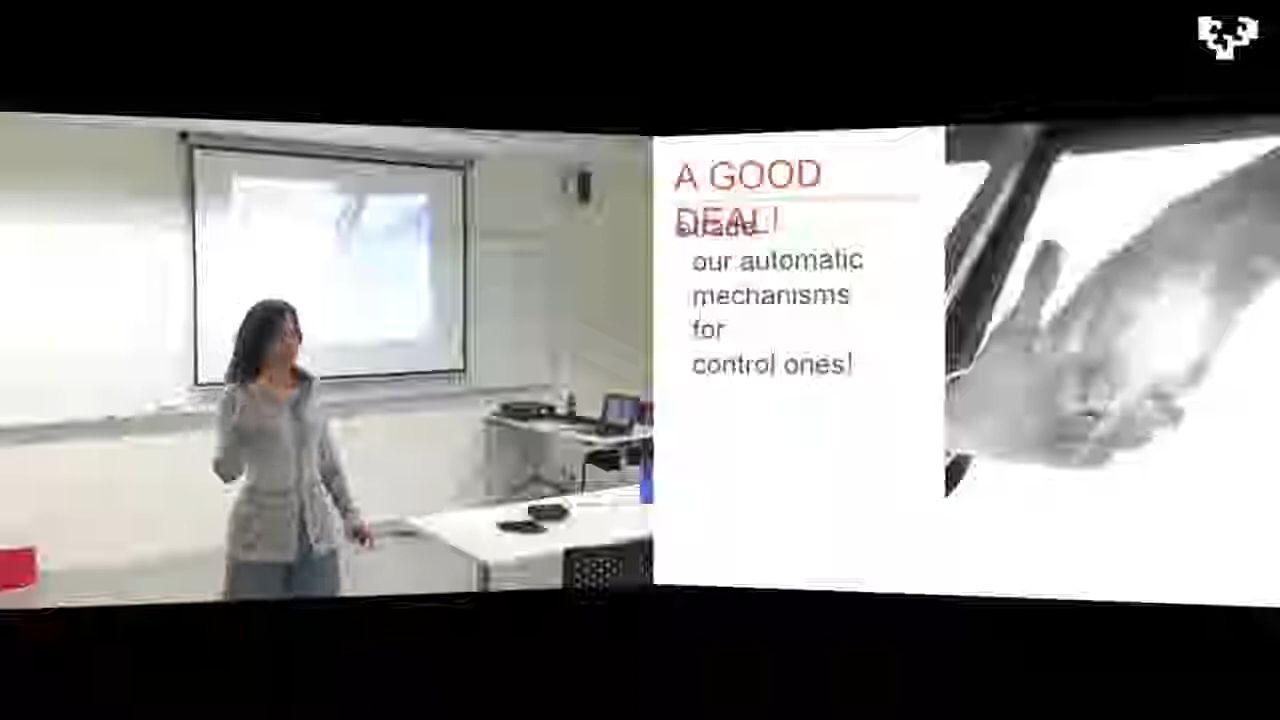 A GOOD
DEAL!
our automatic
mechanisms
for
control ones!